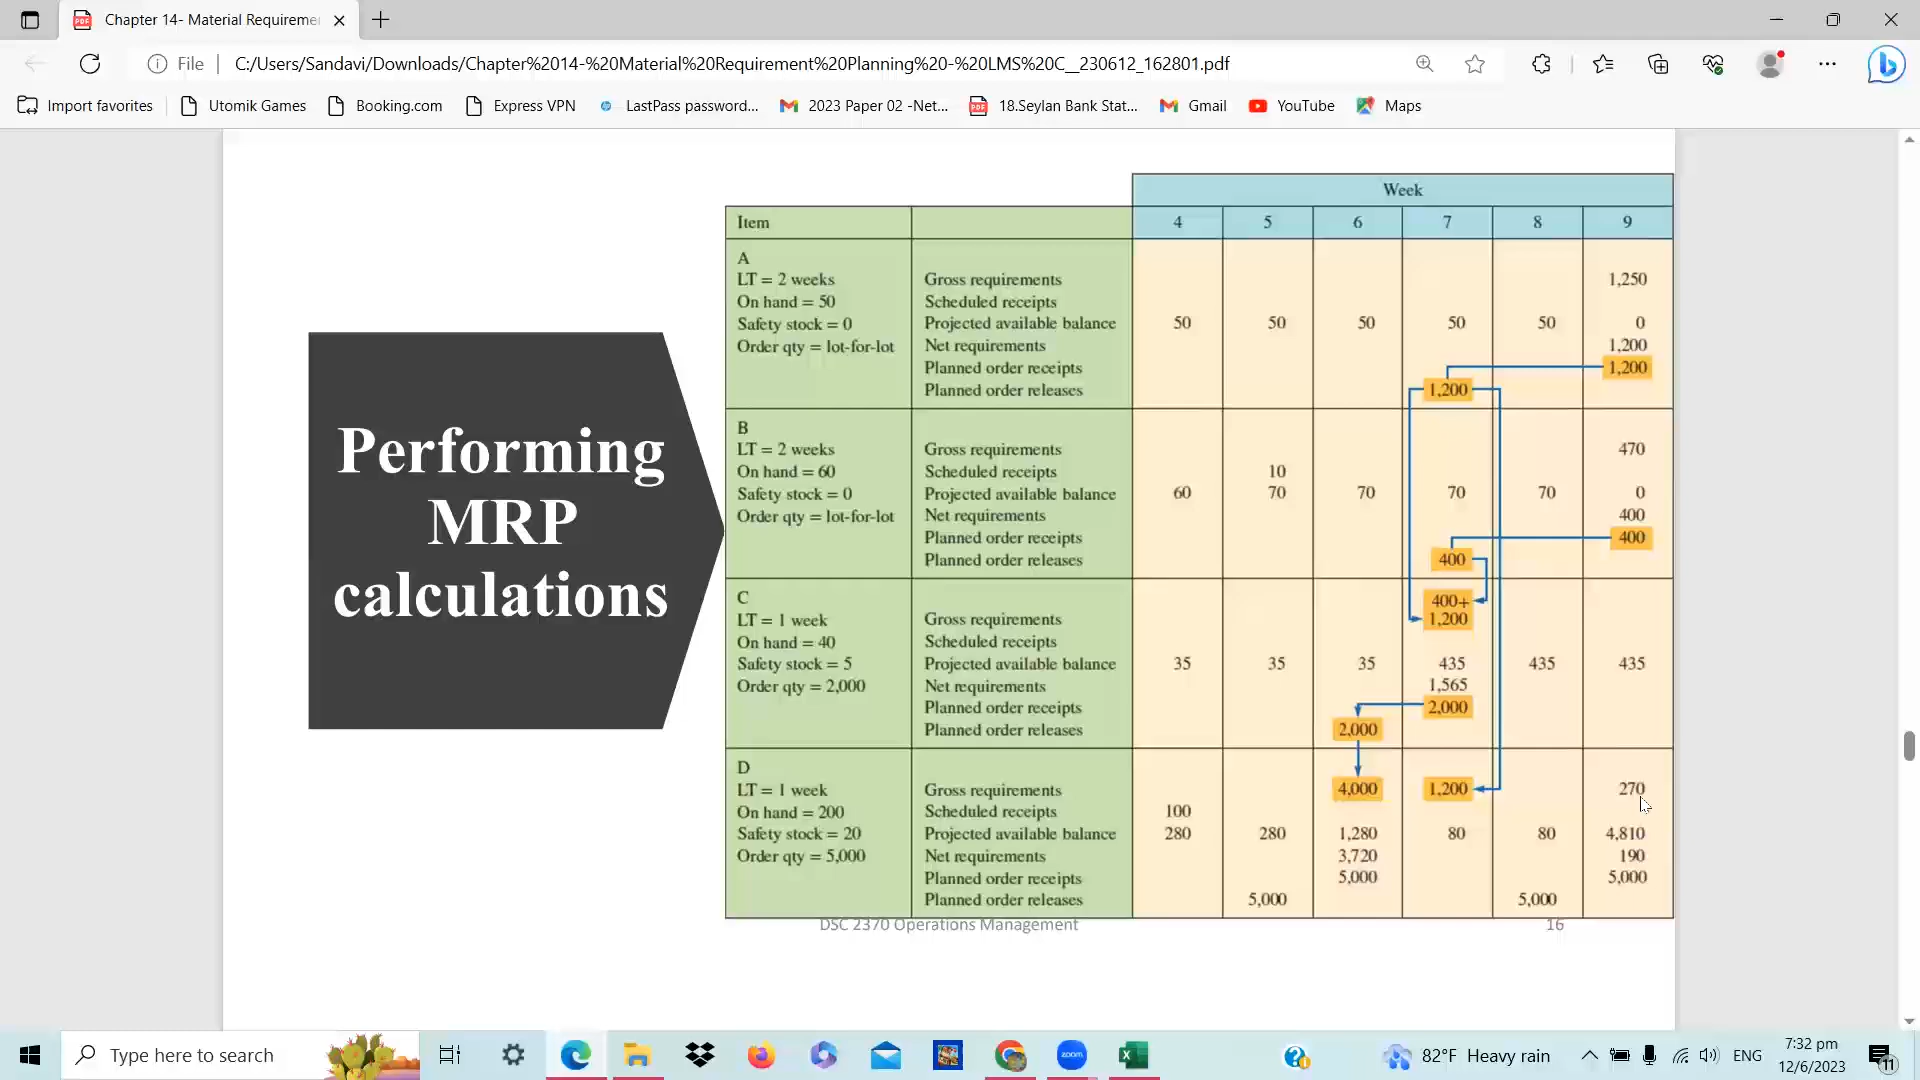 Chapter 14- Material Requireme
File
C:/Users/Sandavi/Downloads/Chapter%2014-%20Material%20Requirement%20Planning%20-%20LMS%20C__230612_162801.pdf
Import favorites Utomik Games Booking.com Express VPN LastPass password... 2023 Paper 02 -Net... 18.Seylan Bank Stat... Gmail YouTube Maps
Performing
MRP
calculations
Week
Item 4 5 6 7 8 9
A
LT = 2 weeks Gross requirements 1,250
On hand = 50 Scheduled receipts
Safety stock = 0 Projected available balance 50 50 50 50 50 0
Order qty = lot-for-lot Net requirements 1,200
Planned order receipts 1,200
Planned order releases 1,200
B
LT = 2 weeks Gross requirements 470
On hand = 60 Scheduled receipts 10
Safety stock = 0 Projected available balance 60 70 70 70 70 0
Order qty = lot-for-lot Net requirements 400
Planned order receipts 400
Planned order releases 400
C 400+
LT = 1 week Gross requirements 1,200
On hand = 40 Scheduled receipts
Safety stock = 5 Projected available balance 35 35 35 435 435 435
Order qty = 2,000 Net requirements 1,565
Planned order receipts 2,000
Planned order releases 2,000
D
LT = 1 week Gross requirements 4,000 1,200 270
On hand = 200 Scheduled receipts 100
Safety stock = 20 Projected available balance 280 280 1,280 80 80 4,810
Order qty = 5,000 Net requirements 3,720 190
Planned order receipts 5,000 5,000
Planned order releases 5,000 5,000
DSC 2370 Operations Management 16
Type here to search
zoom
82°F Heavy rain
ENG
7:32 pm
12/6/2023
11